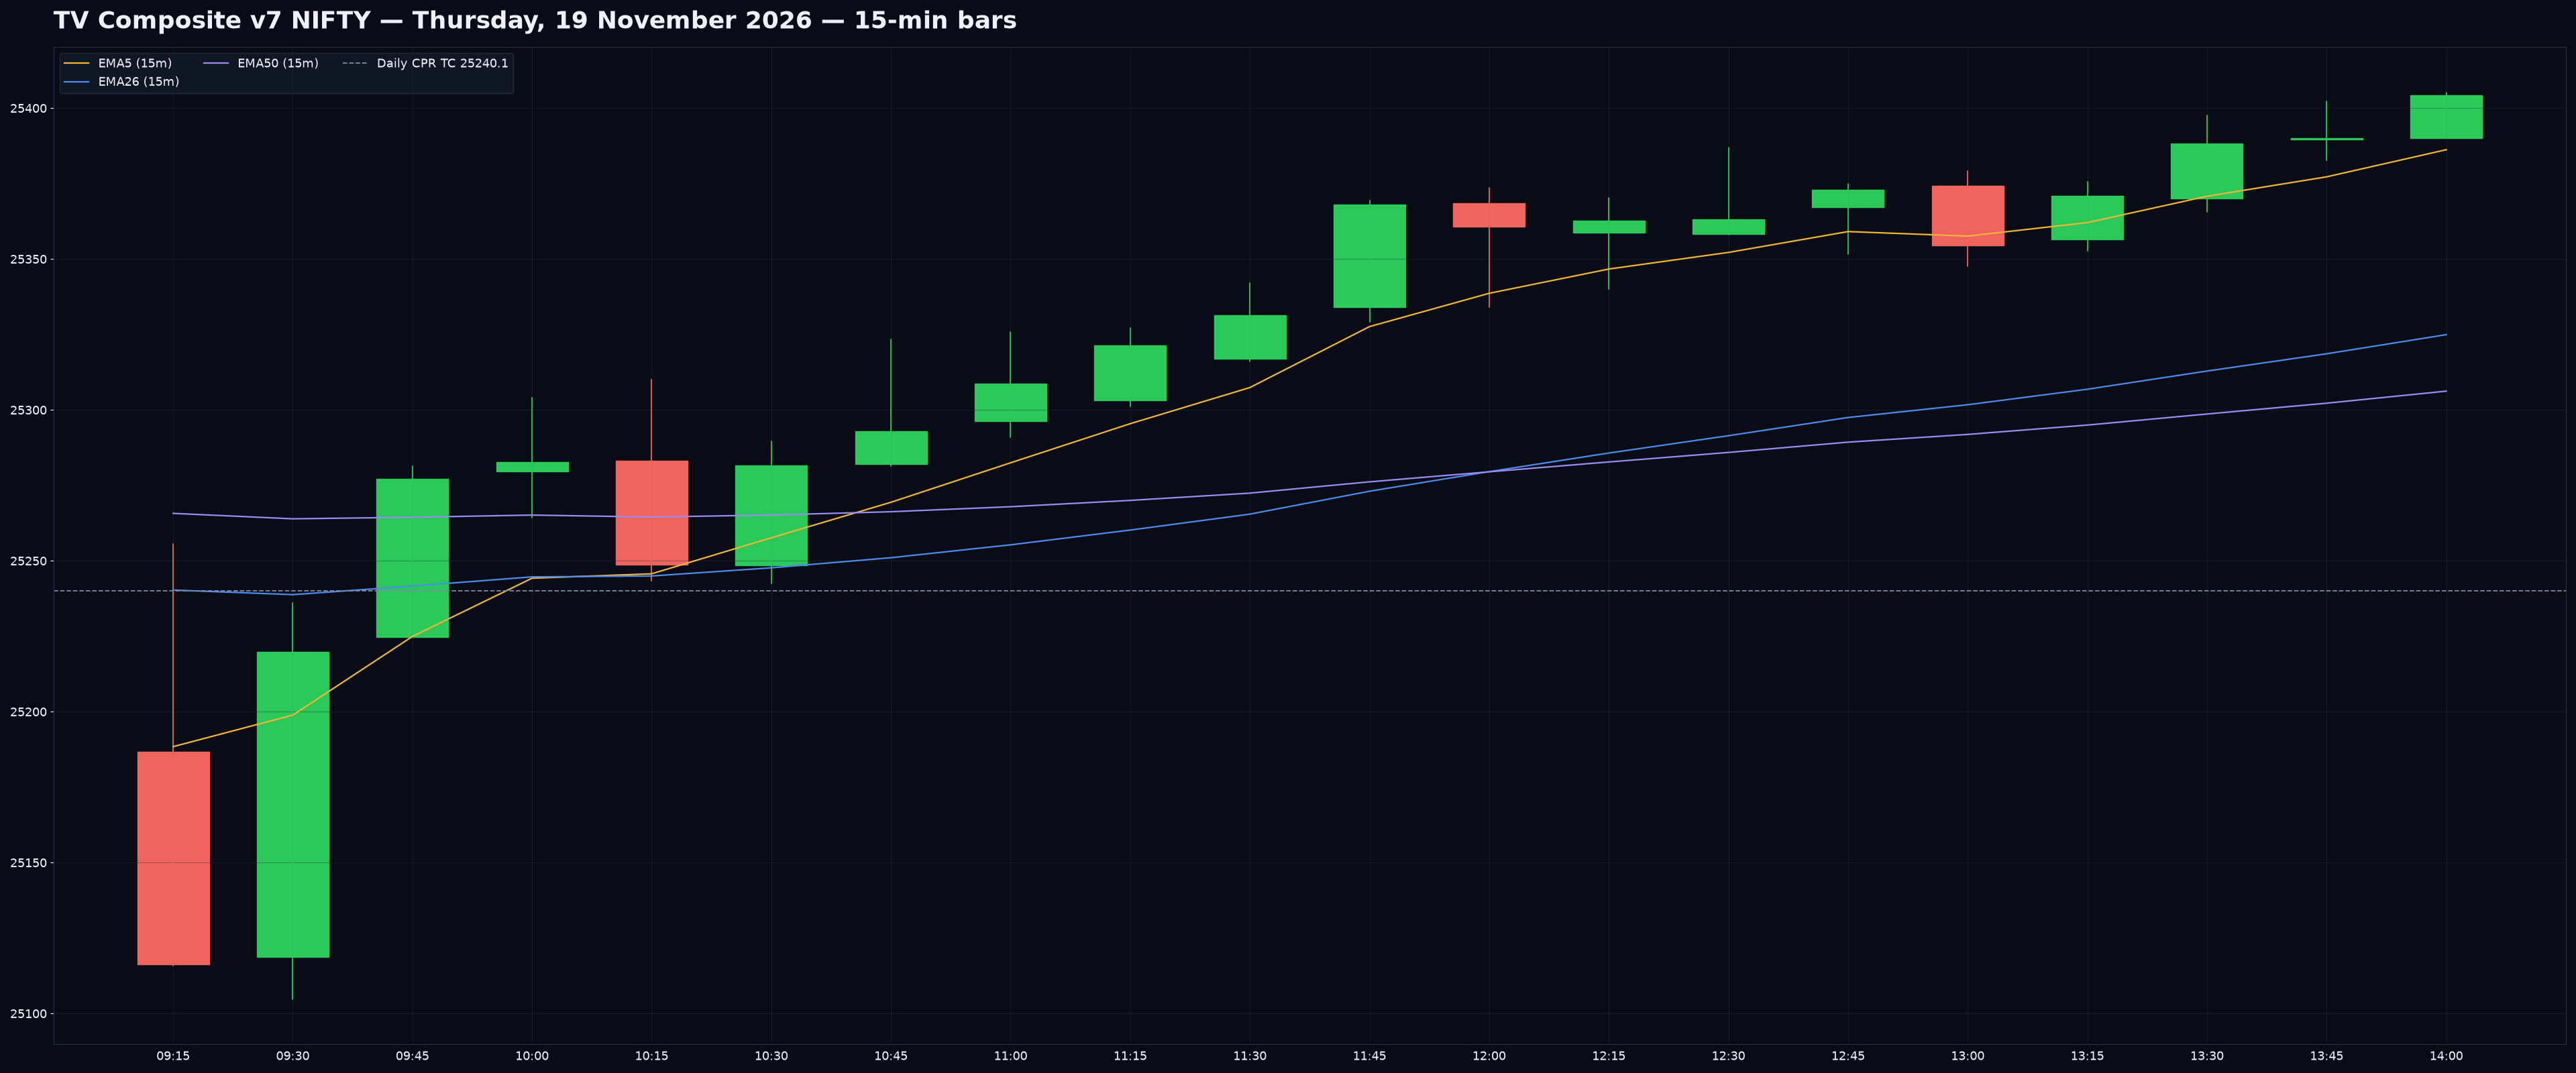 TV Composite v7 NIFTY — Thursday, 19 November 2026 — 15-min bars
EMA5 (15m) EMA50 (15m) Daily CPR TC 25240.1
EMA26 (15m)
25400
25350
25300
25250
25200
25150
25100
09:15 09:30 09:45 10:00 10:15 10:30 10:45 11:00 11:15 11:30 11:45 12:00 12:15 12:30 12:45 13:00 13:15 13:30 13:45 14:00